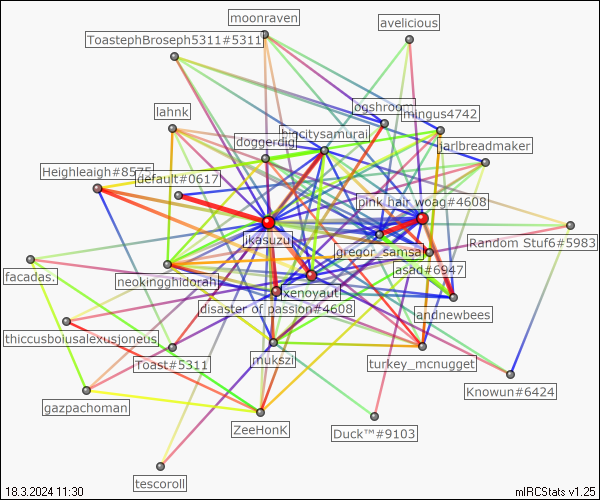 moonraven
avelicious
ToastephBroseph5311#5311
ogshroom
lahnk
mingus4742
bigcitysamurai
doggerdig
jarlbreadmaker
Heighleaigh#8575
default#0617
pink hair woag#4608
ikasuzu
Random Stuf6#5983
gregor_samsa
facadas.
neokingghidorah
jasad#6947
xenoyaut
disaster of passion#4608
andnewbees
thiccusboiusalexusjoneus
mukszi
Toast#5311
turkey_mcnugget
Knowun#6424
gazpachoman
ZeeHonK
Duck™#9103
tescoroll
18.3.2024 11:30
mIRCStats v1.25